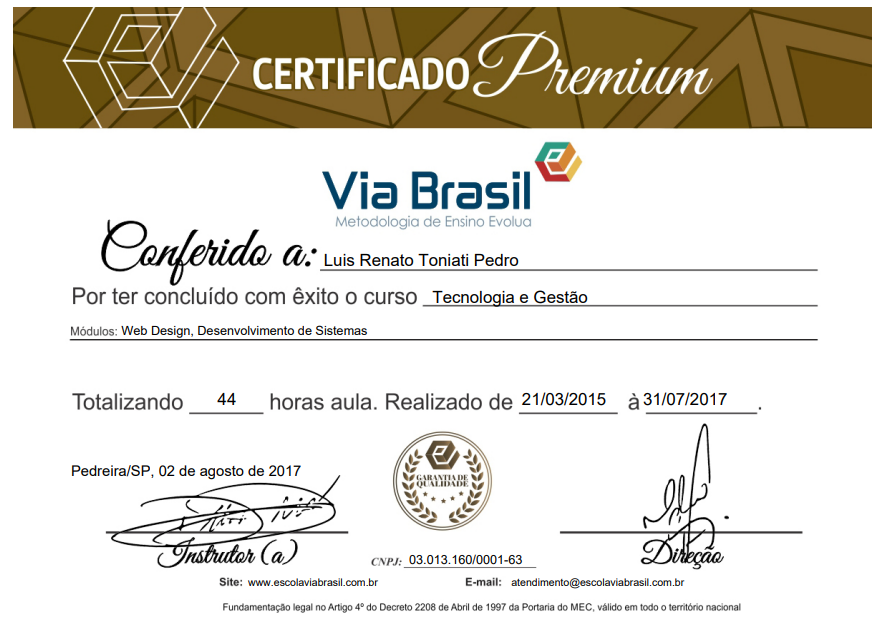 CERTIFICADO Premium
Via Brasil
Metodologia de Ensino Evolua
Conferido a: Luis Renato Toniati Pedro
Por ter concluído com êxito o curso Tecnologia e Gestão
Módulos: Web Design, Desenvolvimento de Sistemas
Totalizando 44 horas aula. Realizado de 21/03/2015 à 31/07/2017.
GARANTIA DE
QUALIDADE
Pedreira/SP, 02 de agosto de 2017
Instrutor (a)
CNPJ: 03.013.160/0001-63
Direção
Site: www.escolaviabrasil.com.br E-mail: atendimento@escolaviabrasil.com.br
Fundamentação legal no Artigo 4º do Decreto 2208 de Abril de 1997 da Portaria do MEC, válido em todo o território nacional